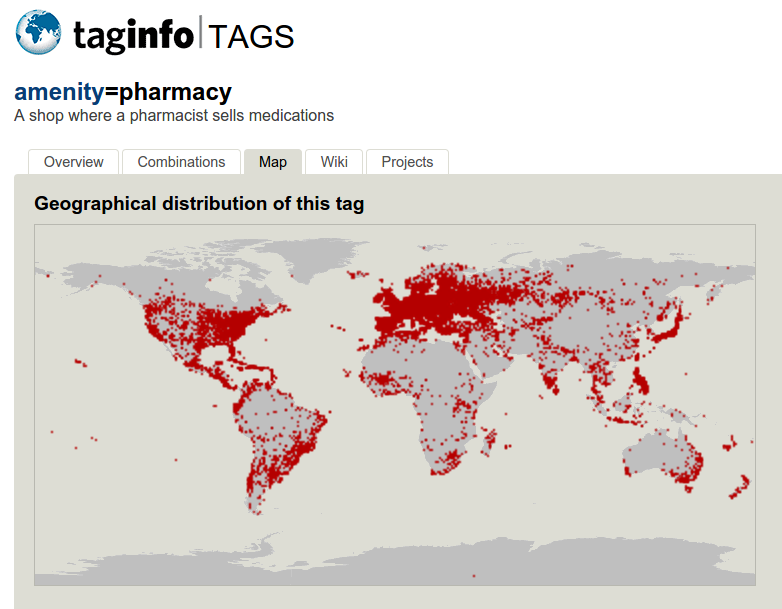 taginfo|TAGS
amenity=pharmacy
A shop where a pharmacist sells medications
Overview Combinations Map Wiki Projects
Geographical distribution of this tag